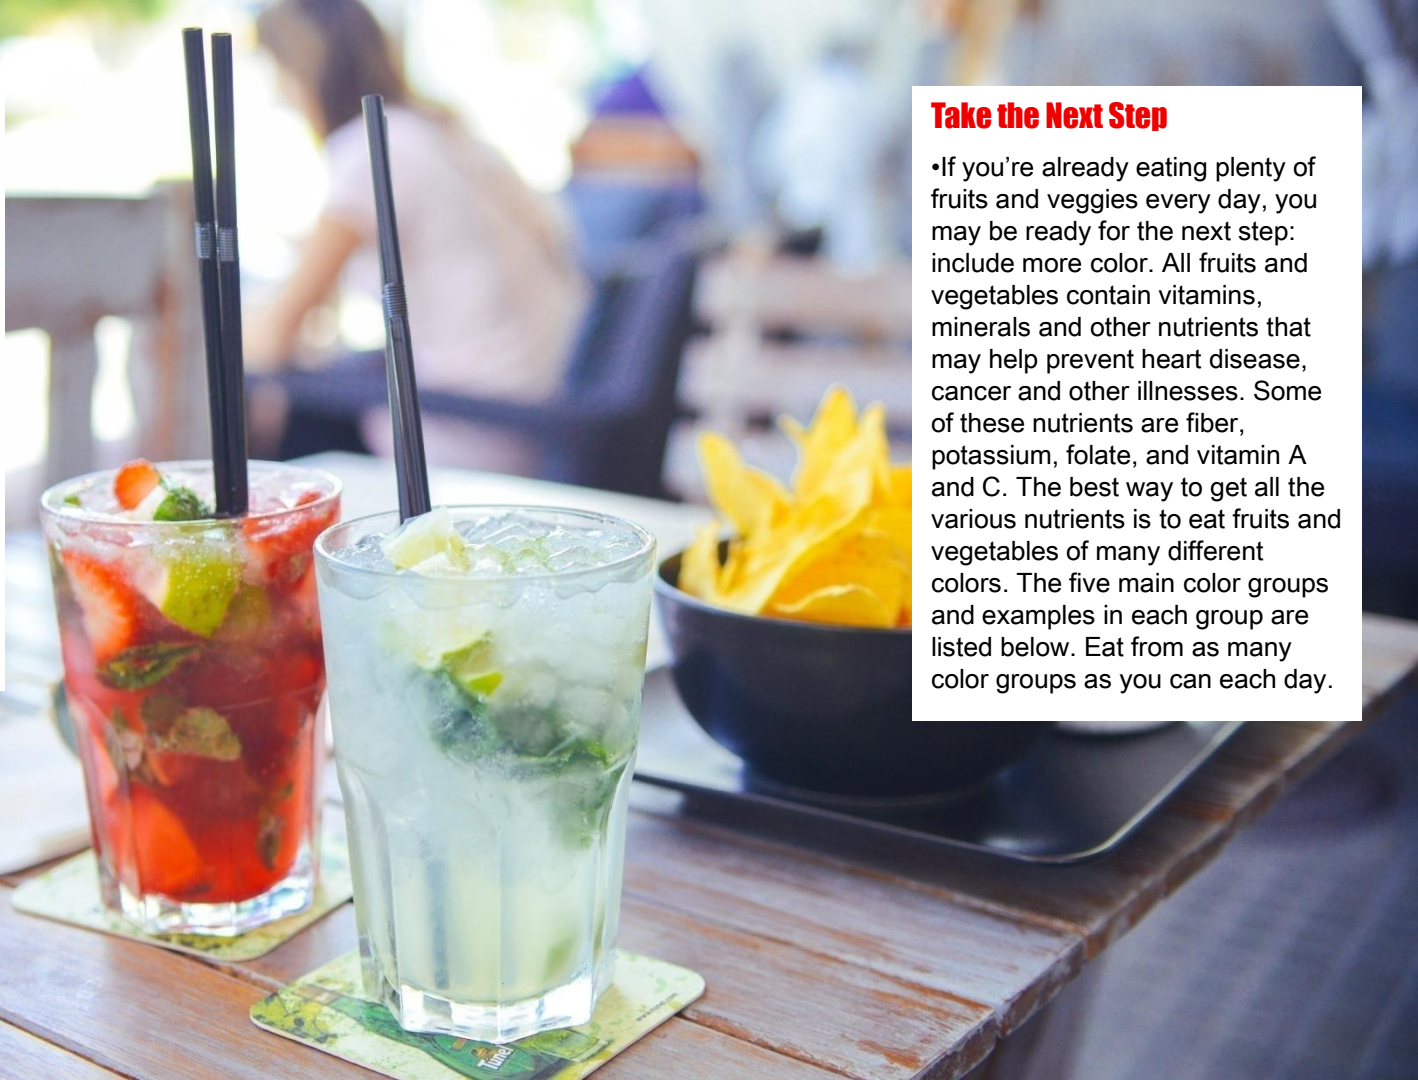 Take the Next Step
•If you’re already eating plenty of
fruits and veggies every day, you
may be ready for the next step:
include more color. All fruits and
vegetables contain vitamins,
minerals and other nutrients that
may help prevent heart disease,
cancer and other illnesses. Some
of these nutrients are fiber,
potassium, folate, and vitamin A
and C. The best way to get all the
various nutrients is to eat fruits and
vegetables of many different
colors. The five main color groups
and examples in each group are
listed below. Eat from as many
color groups as you can each day.
Tunel